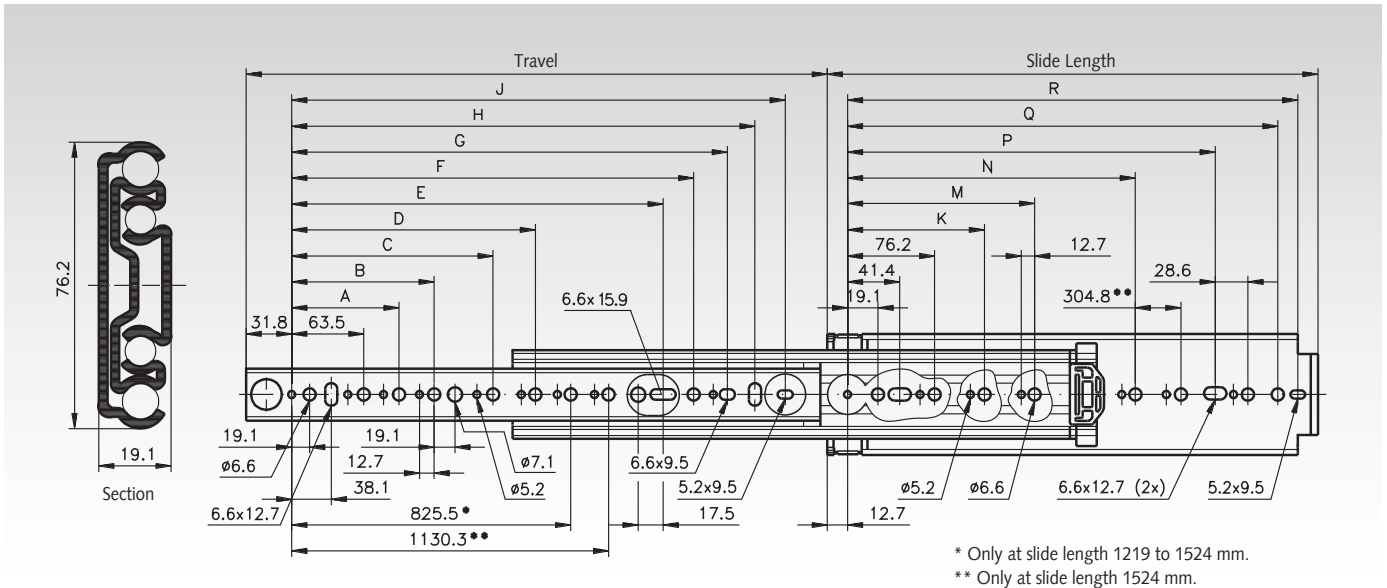 Travel
Slide Length
J
R
H
Q
G
P
F
N
E
M
D
K
C
76.2
12.7
B
41.4
28.6
A
6.6x15.9
19.1
304.8**
31.8
63.5
76.2
19.1
Section
19.1
19.1
ø6.6
12.7
ø7.1
6.6x9.5
38.1
ø5.2
5.2x9.5
ø5.2
ø6.6
6.6x12.7 (2x)
5.2x9.5
6.6x12.7
825.5*
17.5
12.7
1130.3**
* Only at slide length 1219 to 1524 mm.
** Only at slide length 1524 mm.